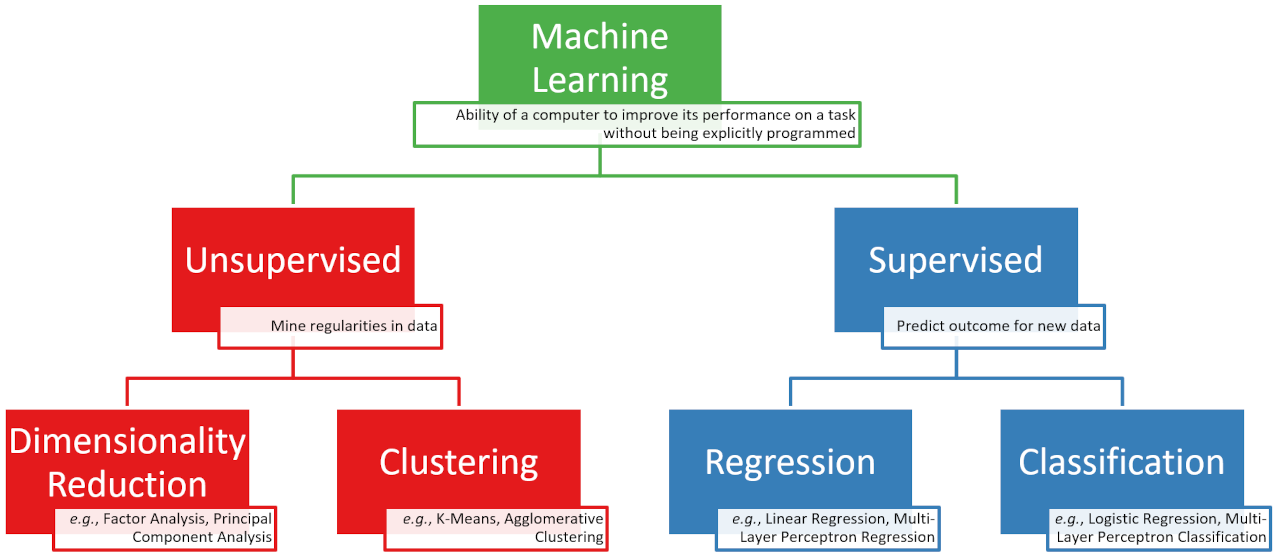 Machine
Learning
Ability of a computer to improve its performance on a task
without being explicitly programmed
Unsupervised
Mine regularities in data
Supervised
Predict outcome for new data
Dimensionality
Reduction
e.g., Factor Analysis, Principal
Component Analysis
Clustering
e.g., K-Means, Agglomerative
Clustering
Regression
e.g., Linear Regression, Multi-
Layer Perceptron Regression
Classification
e.g., Logistic Regression, Multi-
Layer Perceptron Classification